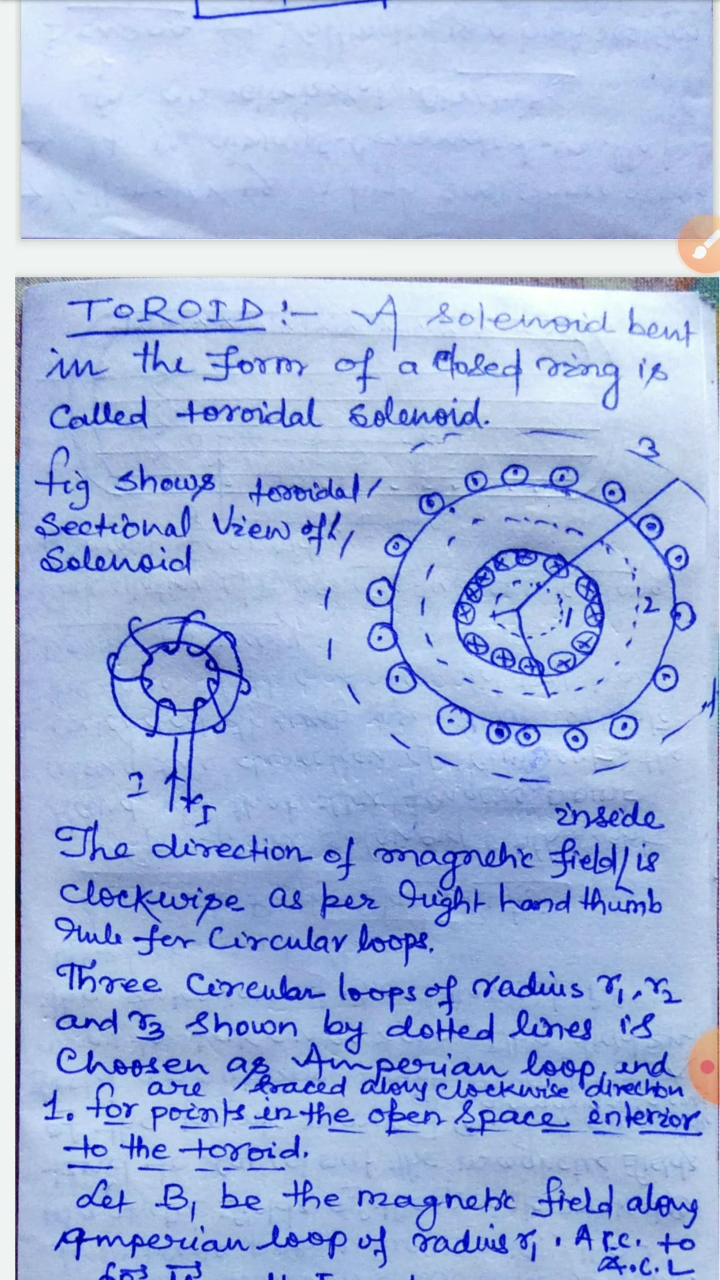 TOROID :- A solenoid bent
in the form of a closed ring is
Called toroidal Solenoid.
fig shows toroidal
Sectional View of
Solenoid
3
2
1
I
I
inside
The direction of magnetic field is
clockwise as per right hand thumb
rule for Circular loops.
Three Circular loops of radius r₁, r₂
and r₃ shown by dotted lines is
Choosen as Amperian loop and
are traced along clockwise direction
1. for points in the open space interior
to the toroid.
Let B₁ be the magnetic field along
Amperian loop of radius r₁. Acc. to
A.C.L